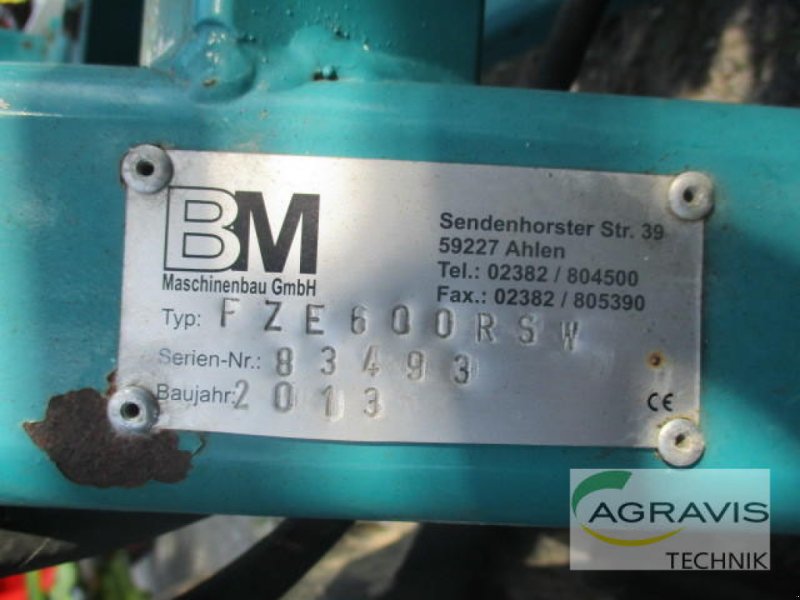 BM
Maschinenbau GmbH
Sendenhorster Str. 39
59227 Ahlen
Tel.: 02382 / 804500
Fax.: 02382 / 805390
Typ: FZE600RSW
Serien-Nr.: 83493
Baujahr: 2013
CE
AGRAVIS
TECHNIK